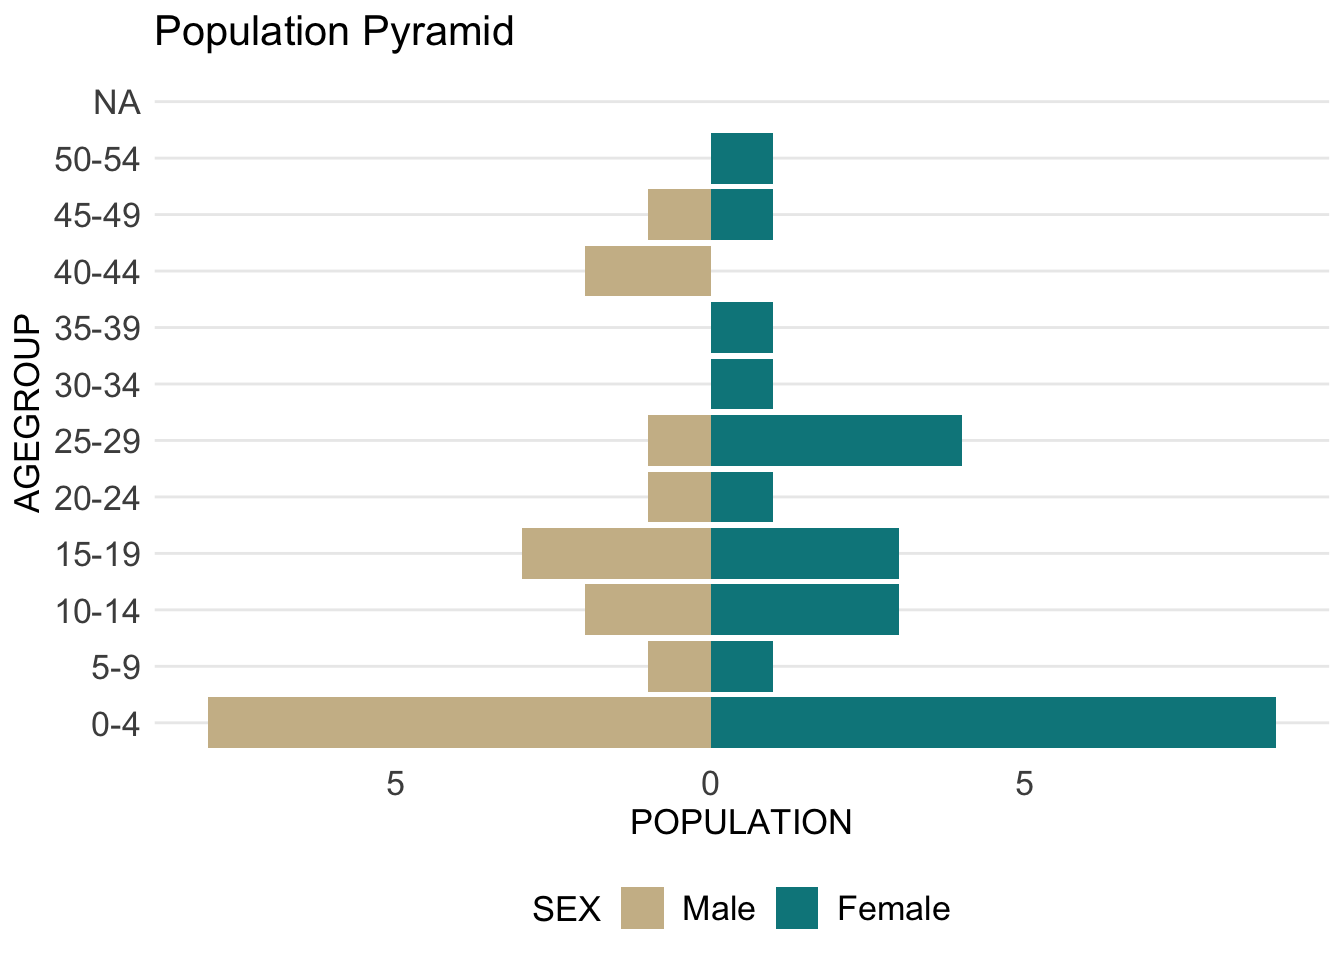 Population Pyramid
NA
50-54
45-49
40-44
35-39
30-34
25-29
20-24
15-19
10-14
5-9
0-4
AGEGROUP
5 0 5
POPULATION
SEX Male Female